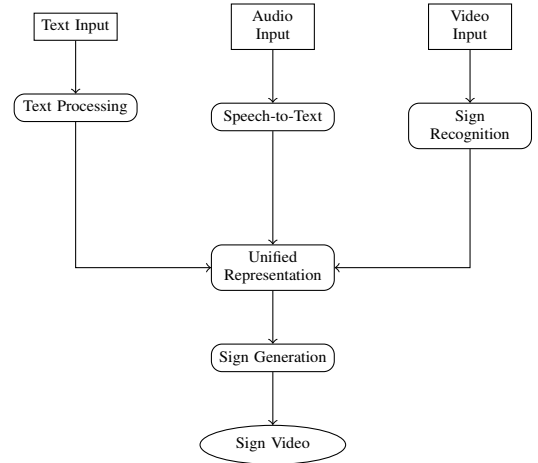 Text Input
Audio
Input
Video
Input
Text Processing
Speech-to-Text
Sign
Recognition
Unified
Representation
Sign Generation
Sign Video